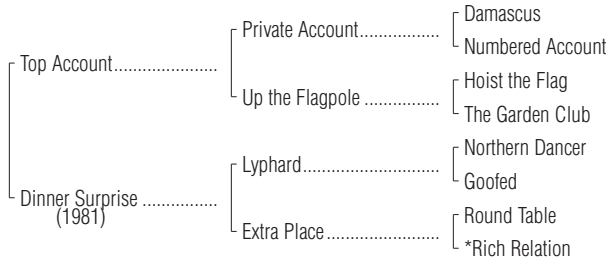 Damascus
Private Account..................
Numbered Account
Top Account.......................
Hoist the Flag
Up the Flagpole .................
The Garden Club
Northern Dancer
Lyphard...............................
Goofed
Dinner Surprise .................
(1981)
Round Table
Extra Place.........................
*Rich Relation